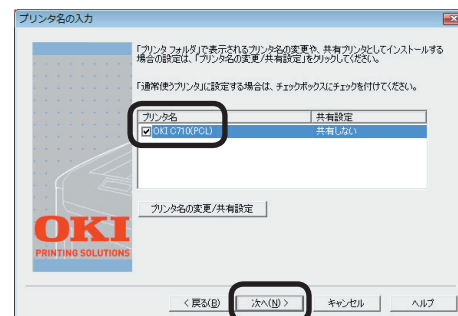 プリンタ名の入力
「プリンタ フォルダ」で表示されるプリンタ名の変更や、共有プリンタとしてインストールする
場合の設定は、「プリンタ名の変更/共有設定」をクリックしてください。
「通常使うプリンタ」に設定する場合は、チェックボックスにチェックを付けてください。
プリンタ名 共有設定
OKI C710(PCL) 共有しない
プリンタ名の変更/共有設定
OKI
PRINTING SOLUTIONS
< 戻る(B) 次へ(N) > キャンセル ヘルプ